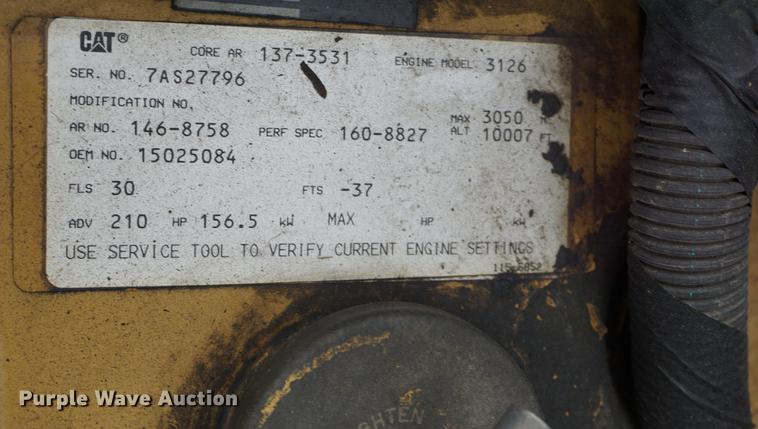 CAT® CORE AR 137-3531 ENGINE MODEL 3126
SER. NO. 7AS27796
MODIFICATION NO.
AR NO. 146-8758 PERF SPEC 160-8827 MAX ALT 3050 M 10007 FT
OEM NO. 15025084
FLS 30 FTS -37
ADV 210 HP 156.5 kW MAX HP kW
USE SERVICE TOOL TO VERIFY CURRENT ENGINE SETTINGS
Purple Wave Auction